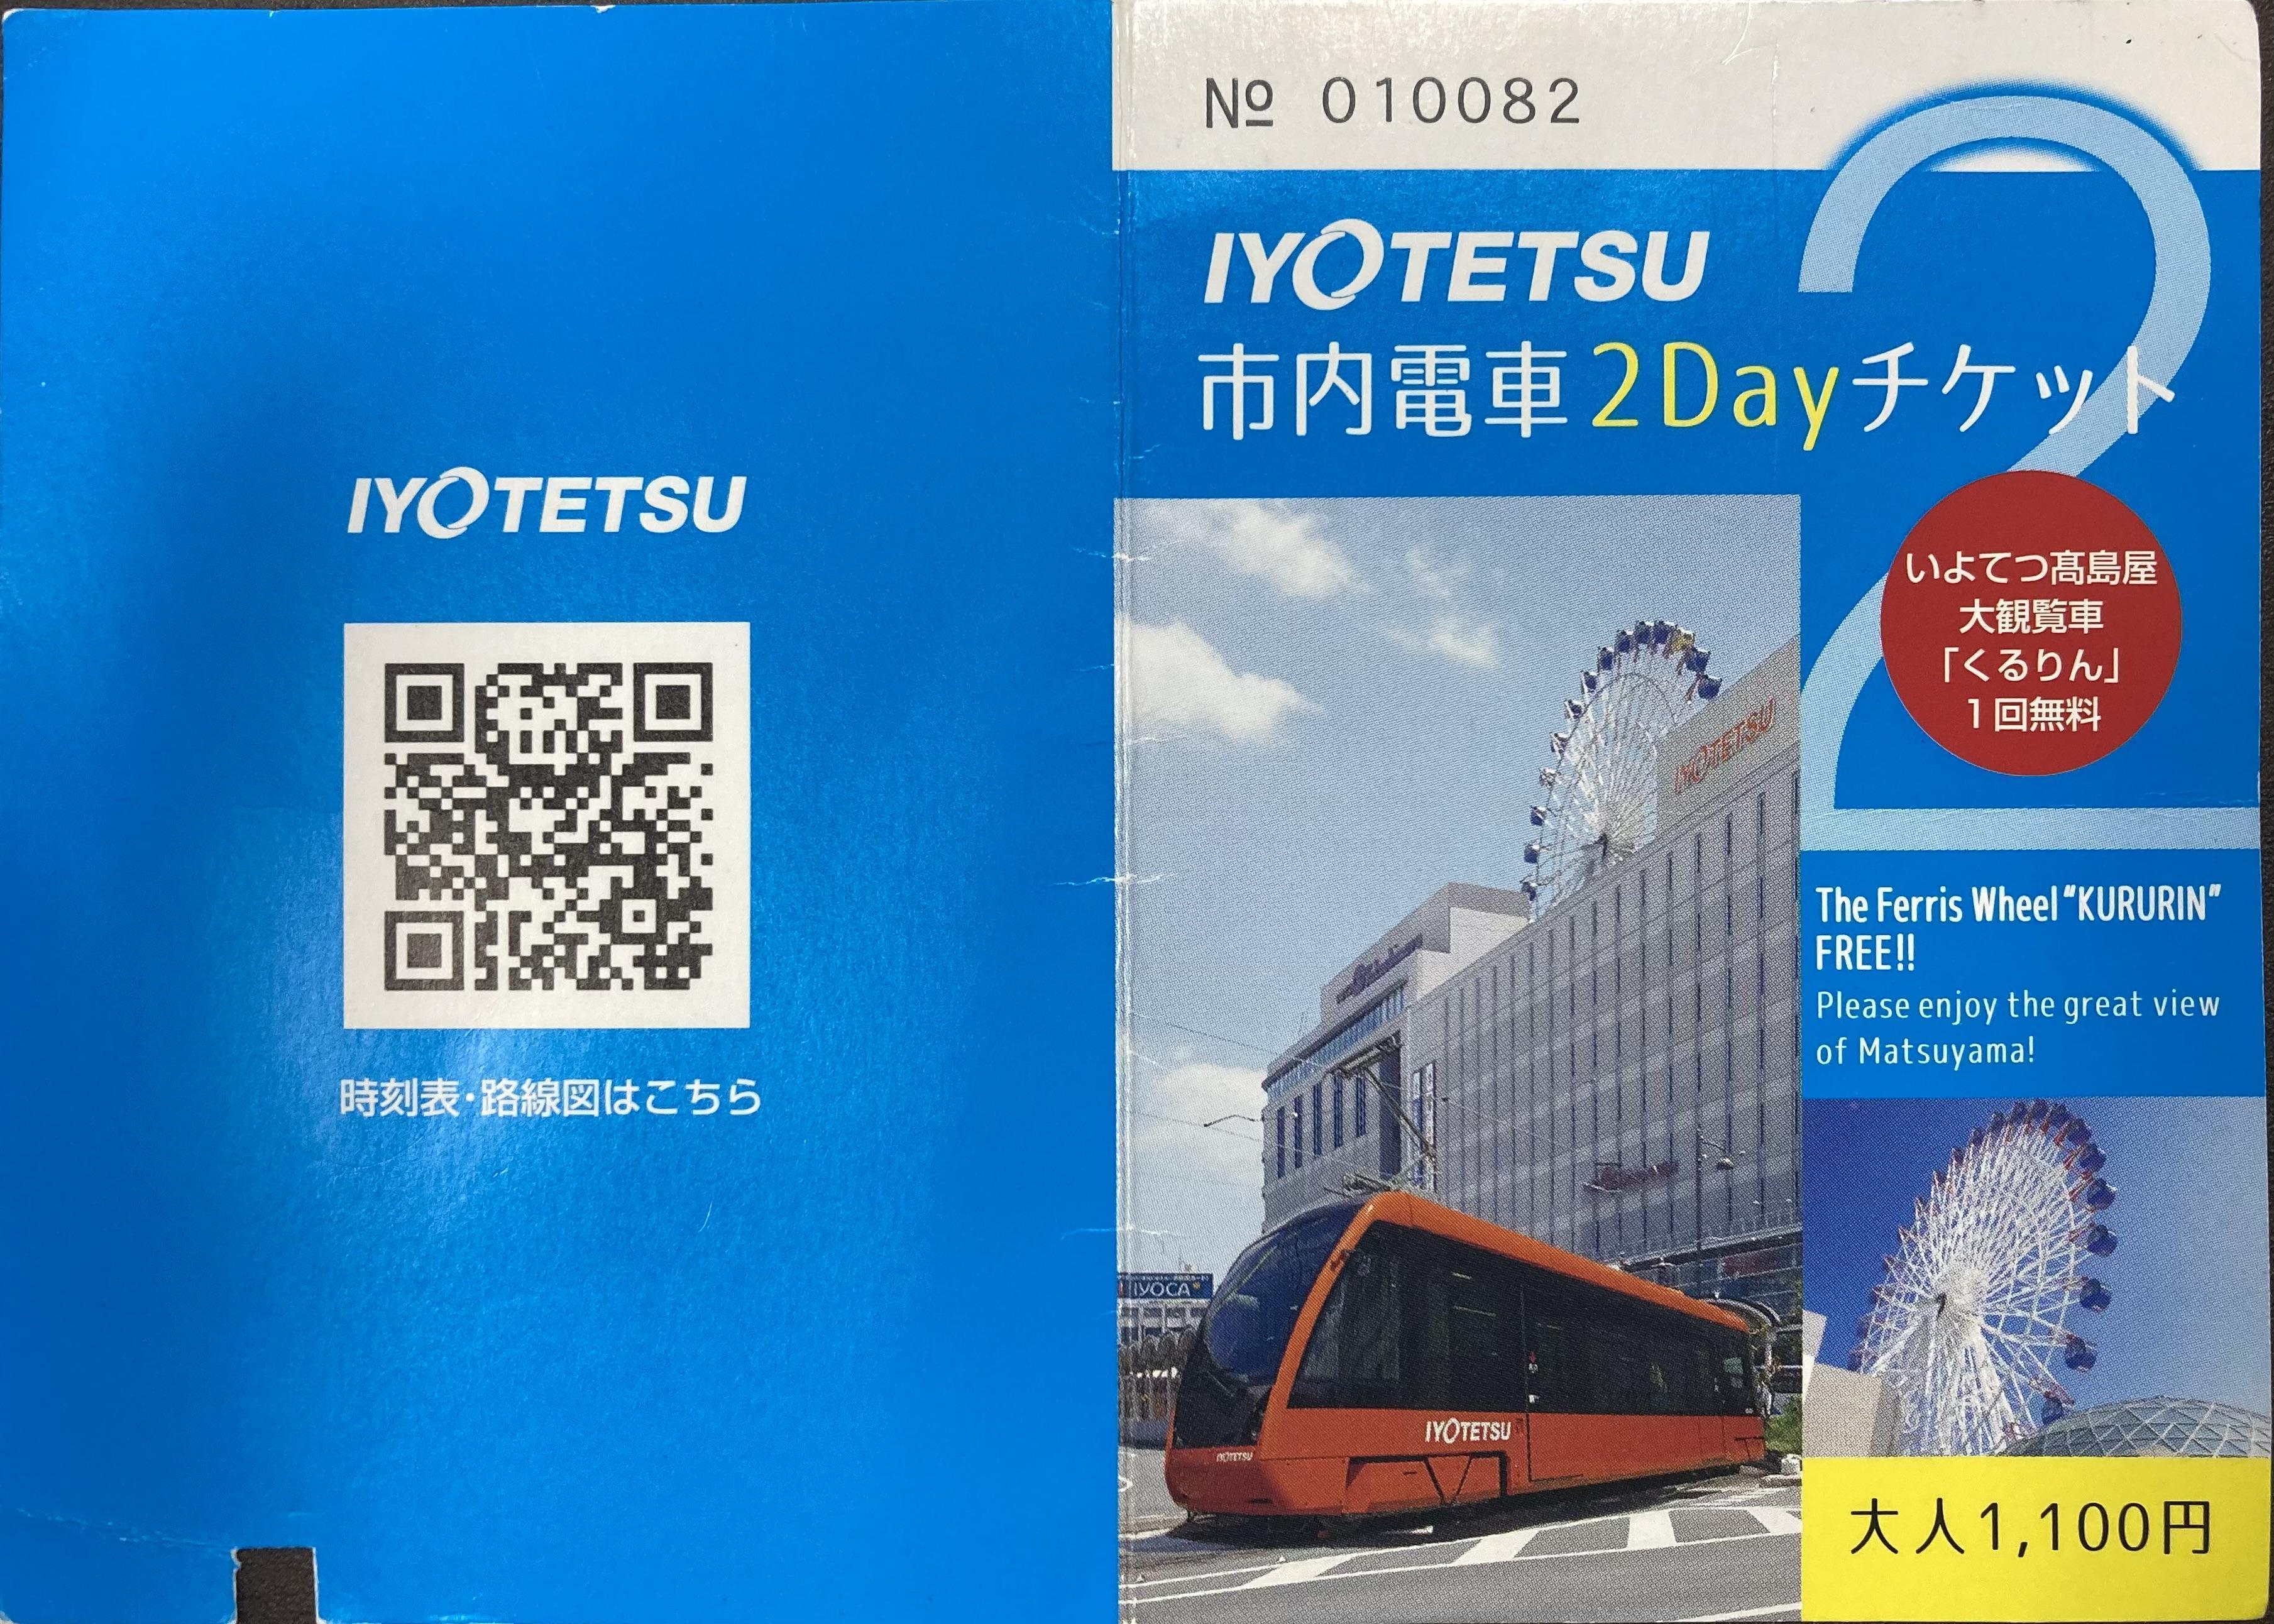 IYOTETSU
時刻表・路線図はこちら
№ 010082
IYOTETSU
市内電車2Dayチケット
いよてつ髙島屋
大観覧車
「くるりん」
1回無料
IYOTETSU
The Ferris Wheel “KURURIN”
FREE!!
Please enjoy the great view
of Matsuyama!
IYOCA
IYOTETSU
IYOTETSU
大人1,100円